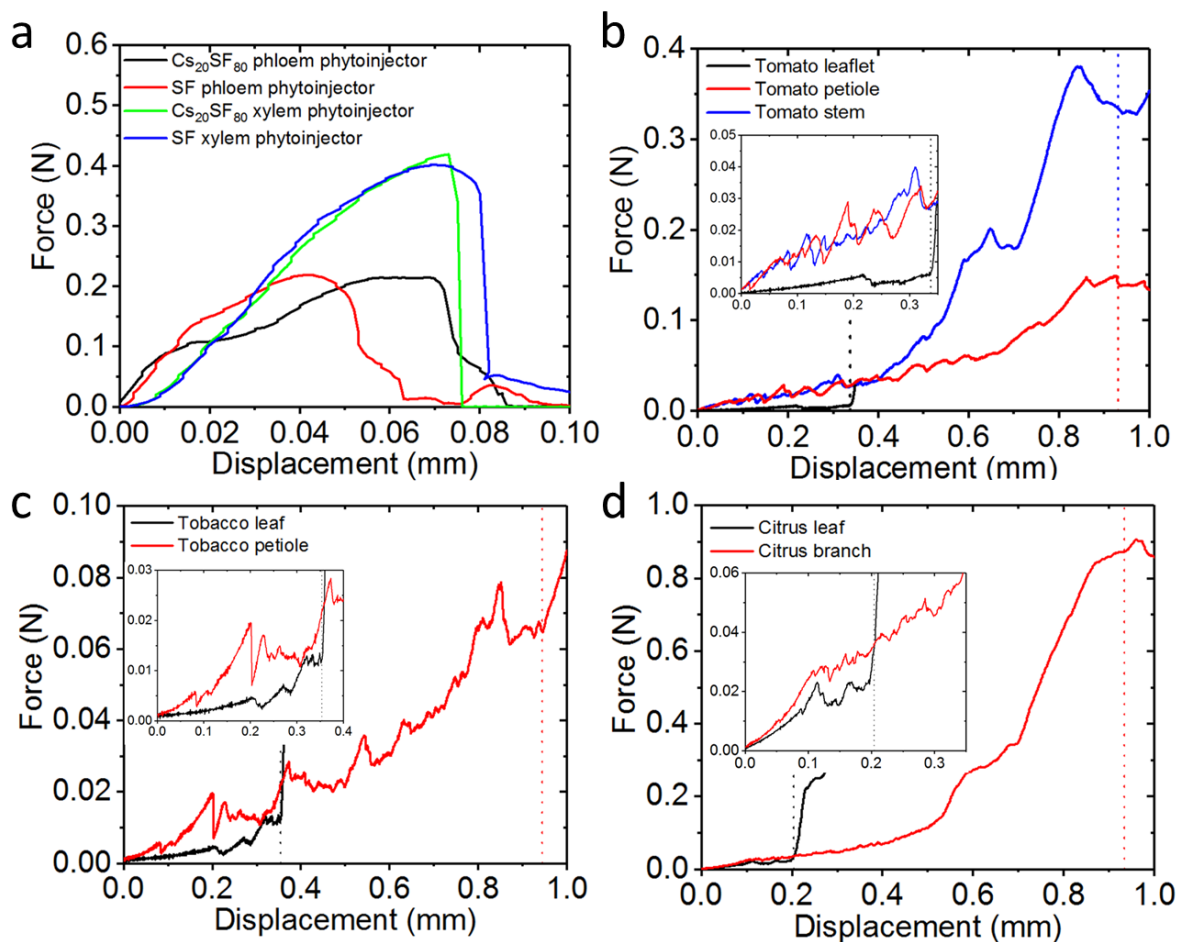 a
0.6
0.5
0.4
0.3
0.2
0.1
0.0
Force (N)
Cs₂₀SF₈₀ phloem phytoinjector
SF phloem phytoinjector
Cs₂₀SF₈₀ xylem phytoinjector
SF xylem phytoinjector
0.00 0.02 0.04 0.06 0.08 0.10
Displacement (mm)
b
0.4
0.3
0.2
0.1
0.0
Force (N)
Tomato leaflet
Tomato petiole
Tomato stem
0.05
0.04
0.03
0.02
0.01
0.00
0.0 0.1 0.2 0.3
0.0 0.2 0.4 0.6 0.8 1.0
Displacement (mm)
c
0.10
0.08
0.06
0.04
0.02
0.00
Force (N)
Tobacco leaf
Tobacco petiole
0.03
0.02
0.01
0.00
0.0 0.1 0.2 0.3 0.4
0.0 0.2 0.4 0.6 0.8 1.0
Displacement (mm)
d
1.0
0.8
0.6
0.4
0.2
0.0
Force (N)
Citrus leaf
Citrus branch
0.06
0.04
0.02
0.00
0.0 0.1 0.2 0.3
0.0 0.2 0.4 0.6 0.8 1.0
Displacement (mm)